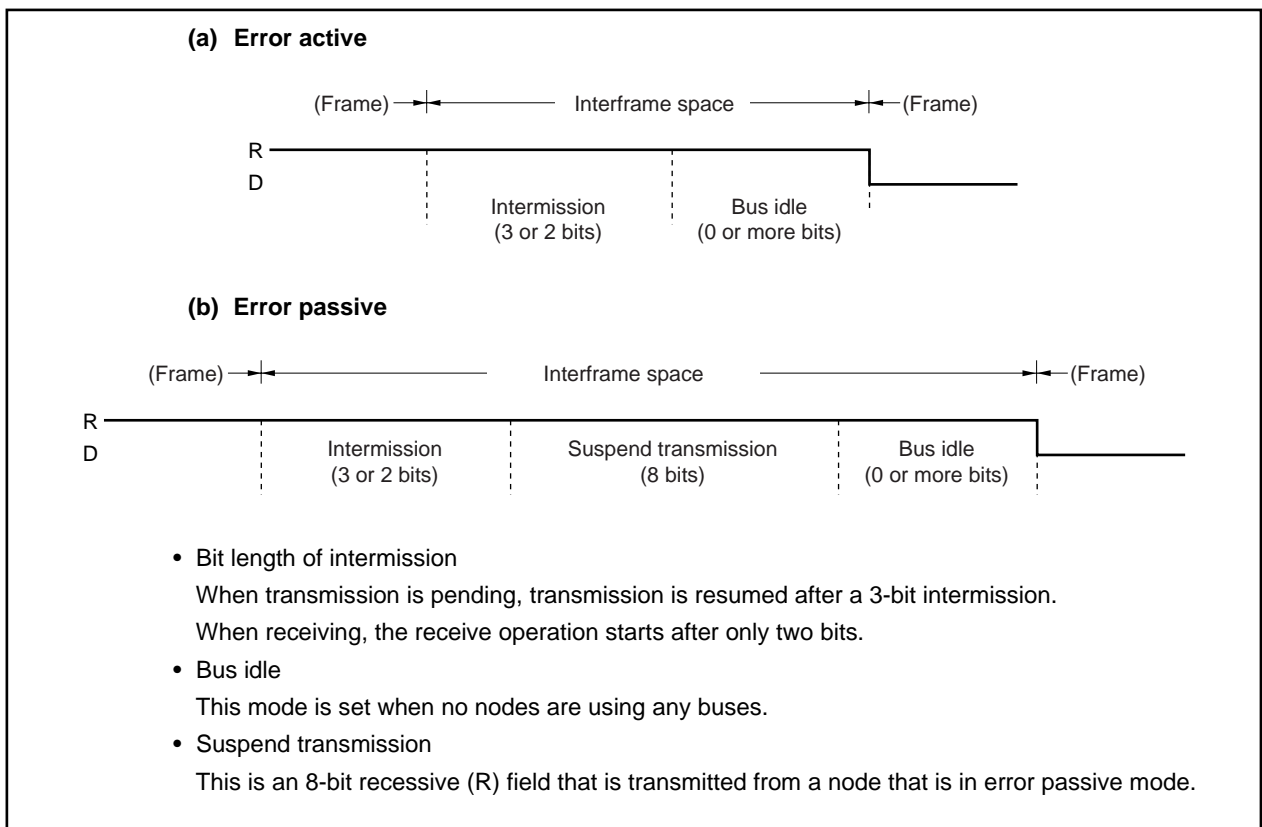 (a) Error active
(Frame) Interframe space (Frame)
R
D
Intermission Bus idle
(3 or 2 bits) (0 or more bits)
(b) Error passive
(Frame) Interframe space (Frame)
R
D
Intermission Suspend transmission Bus idle
(3 or 2 bits) (8 bits) (0 or more bits)
• Bit length of intermission
When transmission is pending, transmission is resumed after a 3-bit intermission.
When receiving, the receive operation starts after only two bits.
• Bus idle
This mode is set when no nodes are using any buses.
• Suspend transmission
This is an 8-bit recessive (R) field that is transmitted from a node that is in error passive mode.